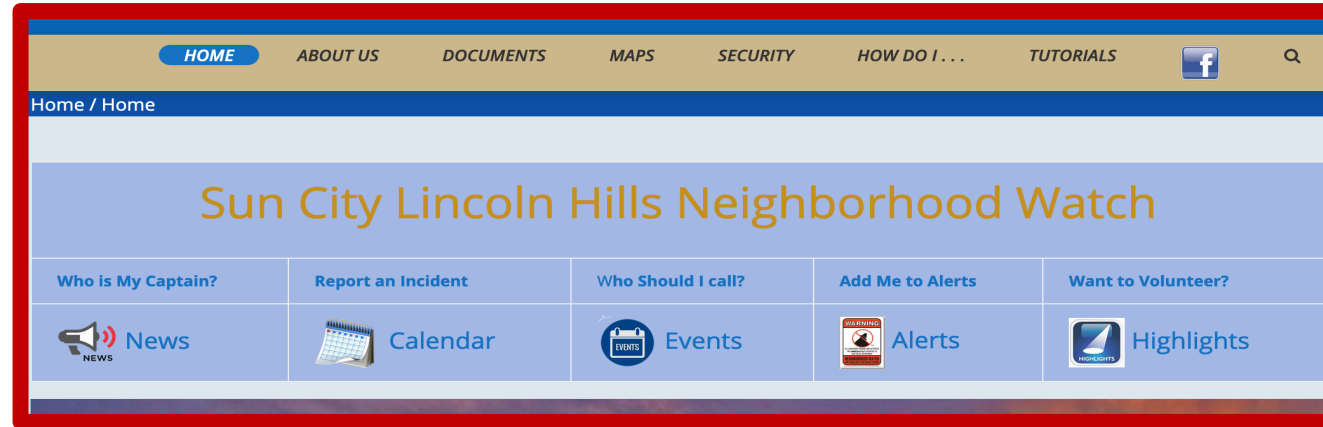 HOME ABOUT US DOCUMENTS MAPS SECURITY HOW DO I . . . TUTORIALS f
Home / Home
Sun City Lincoln Hills Neighborhood Watch
Who is My Captain? Report an Incident Who Should I call? Add Me to Alerts Want to Volunteer?
NEWS News Calendar EVENTS Events WARNING Alerts HIGHLIGHTS Highlights